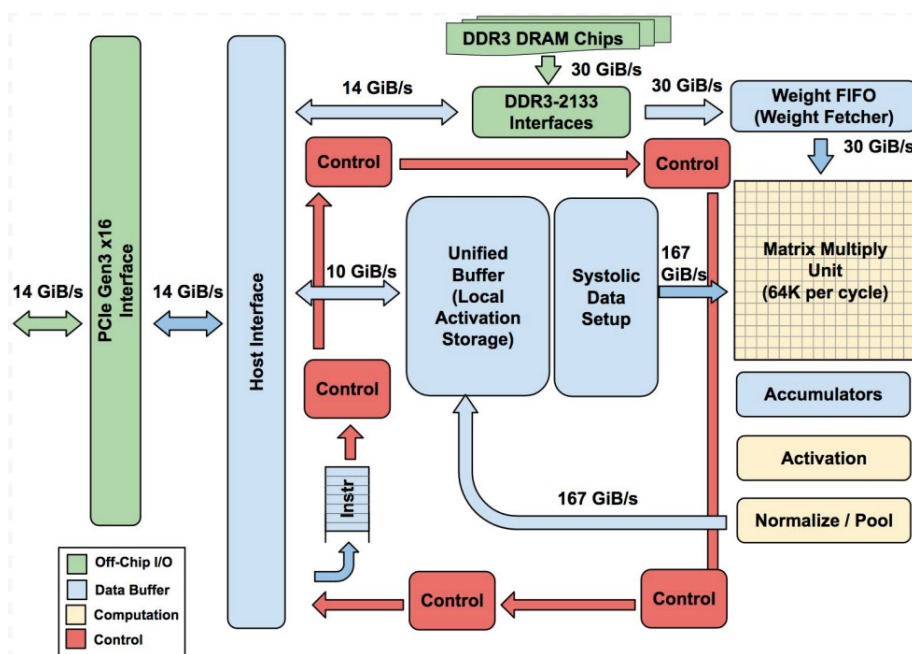 DDR3 DRAM Chips
30 GiB/s
14 GiB/s
DDR3-2133
Interfaces
30 GiB/s
Weight FIFO
(Weight Fetcher)
30 GiB/s
Control
Control
PCIe Gen3 x16
Interface
Host Interface
14 GiB/s
14 GiB/s
10 GiB/s
Unified
Buffer
(Local
Activation
Storage)
Systolic
Data
Setup
167
GiB/s
Matrix Multiply
Unit
(64K per cycle)
Control
Accumulators
Activation
Instr
167 GiB/s
Normalize / Pool
Off-Chip I/O
Data Buffer
Computation
Control
Control
Control